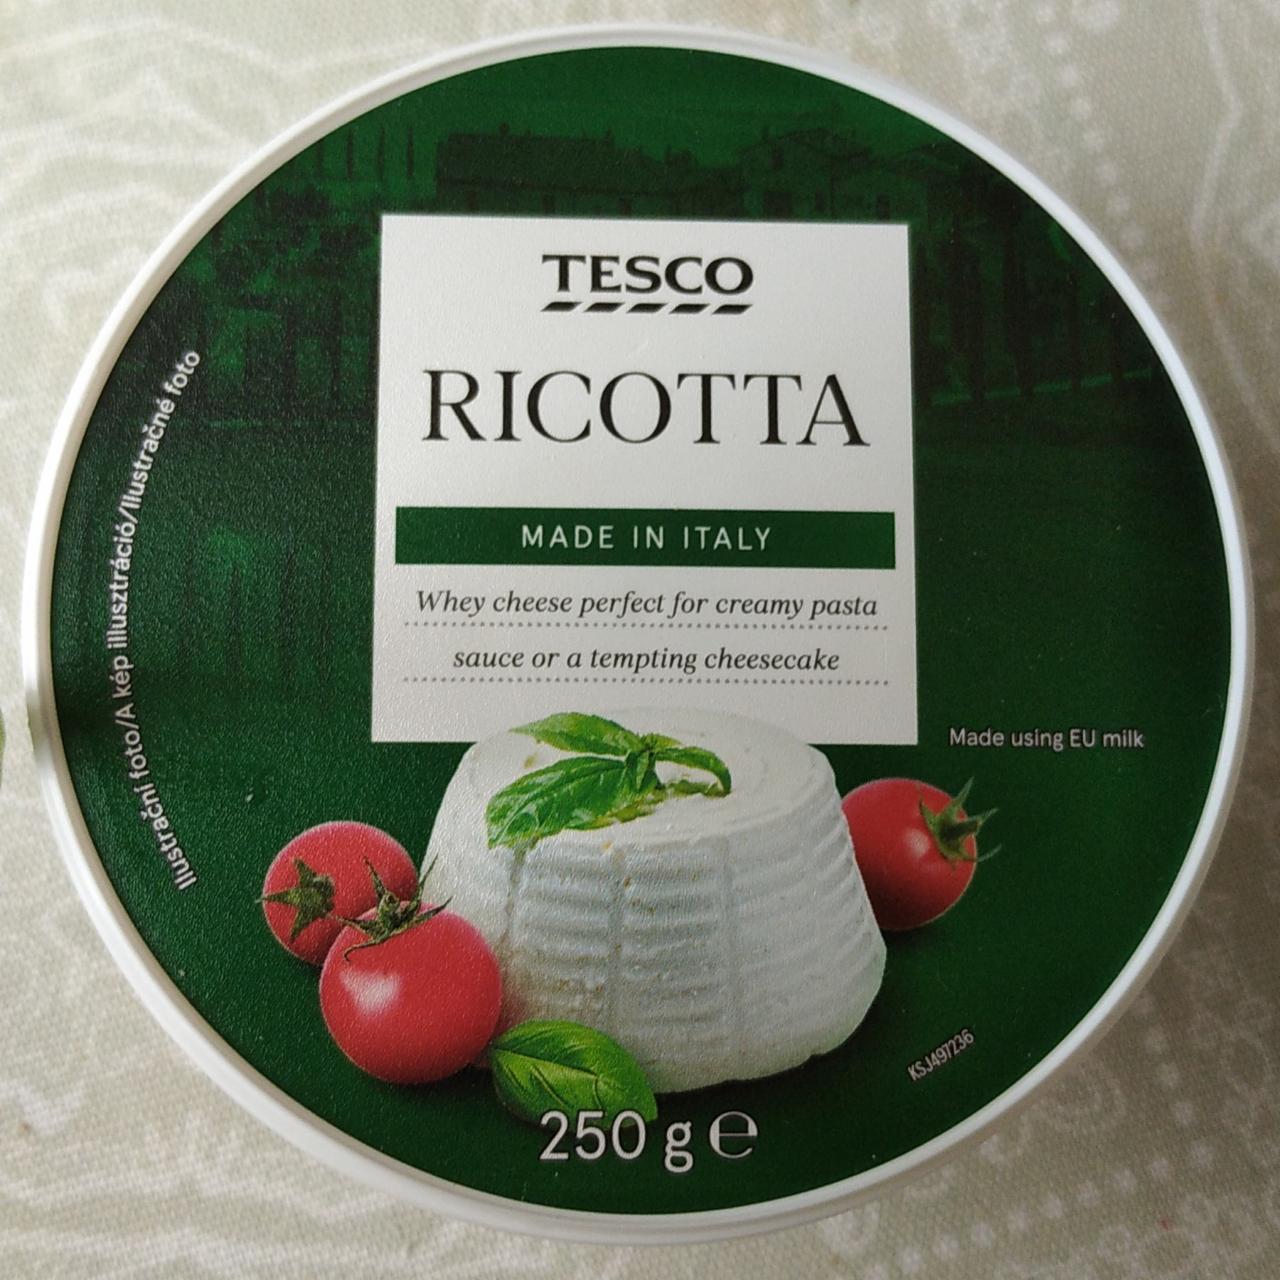 TESCO
RICOTTA
MADE IN ITALY
Whey cheese perfect for creamy pasta
sauce or a tempting cheesecake
Made using EU milk
Ilustrační foto/A kép illusztráció/Ilustračné foto
KSJ497236
250 g ℮